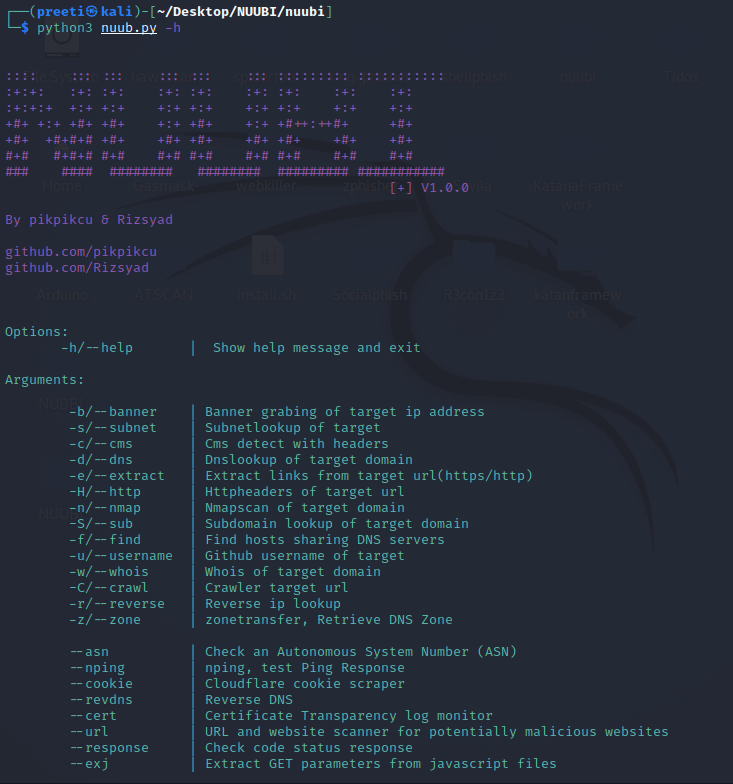 ┌──(preeti㉿kali)-[~/Desktop/NUUBI/nuubi]
└─$ python3 nuub.py -h
::::    :::  :::    :::  :::    :::  :::::::::  :::::::::::
:+:+:   :+:  :+:    :+:  :+:    :+:  :+:    :+:     :+:
:+:+:+  +:+  +:+    +:+  +:+    +:+  +:+    +:+     +:+
+#+ +:+ +#+  +#+    +:+  +#+    +:+  +#++:++#+      +#+
+#+  +#+#+#  +#+    +#+  +#+    +#+  +#+    +#+     +#+
#+#   #+#+#  #+#    #+#  #+#    #+#  #+#    #+#     #+#
###    ####   ########    ########   #########  ###########
[+] V1.0.0
By pikpikcu & Rizsyad
github.com/pikpikcu
github.com/Rizsyad
Options:
-h/--help | Show help message and exit
Arguments:
-b/--banner | Banner grabing of target ip address
-s/--subnet | Subnetlookup of target
-c/--cms | Cms detect with headers
-d/--dns | Dnslookup of target domain
-e/--extract | Extract links from target url(https/http)
-H/--http | Httpheaders of target url
-n/--nmap | Nmapscan of target domain
-S/--sub | Subdomain lookup of target domain
-f/--find | Find hosts sharing DNS servers
-u/--username | Github username of target
-w/--whois | Whois of target domain
-C/--crawl | Crawler target url
-r/--reverse | Reverse ip lookup
-z/--zone | zonetransfer, Retrieve DNS Zone
--asn | Check an Autonomous System Number (ASN)
--nping | nping, test Ping Response
--cookie | Cloudflare cookie scraper
--revdns | Reverse DNS
--cert | Certificate Transparency log monitor
--url | URL and website scanner for potentially malicious websites
--response | Check code status response
--exj | Extract GET parameters from javascript files